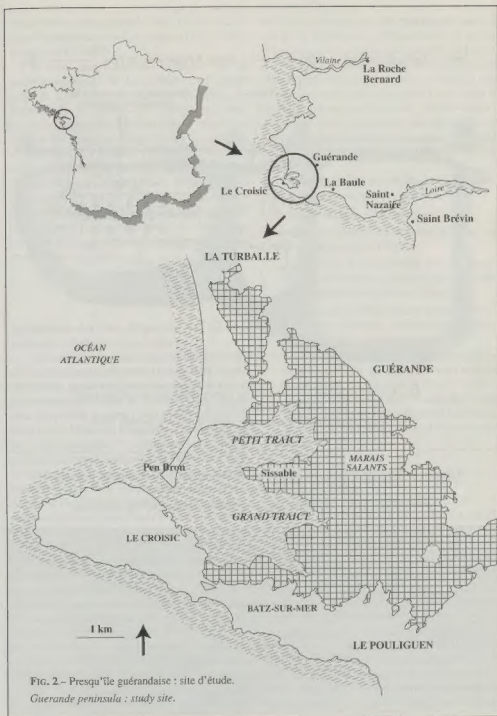 Vilaine
La Roche
Bernard
Guérande
Le Croisic
La Baule
Saint
Nazaire
Loire
Saint Brévin
LA TURBALLE
OCÉAN
ATLANTIQUE
GUÉRANDE
PETIT TRAICT
MARAIS
SALANTS
Pen Bron
Sissable
GRAND TRAICT
LE CROISIC
BATZ-SUR-MER
1 km
LE POULIGUEN
FIG. 2 – Presqu'île guérandaise : site d'étude.
Guerande peninsula : study site.